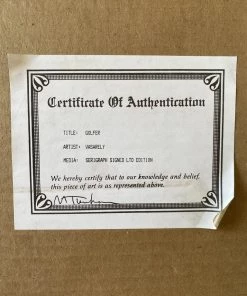 Certificate Of Authentication
TITLE: GOLFER
ARTIST: VASARELY
MEDIA: SERIGRAPH SIGNED LTD EDITION
We hereby certify that to our knowledge and belief,
this piece of art is as represented above.